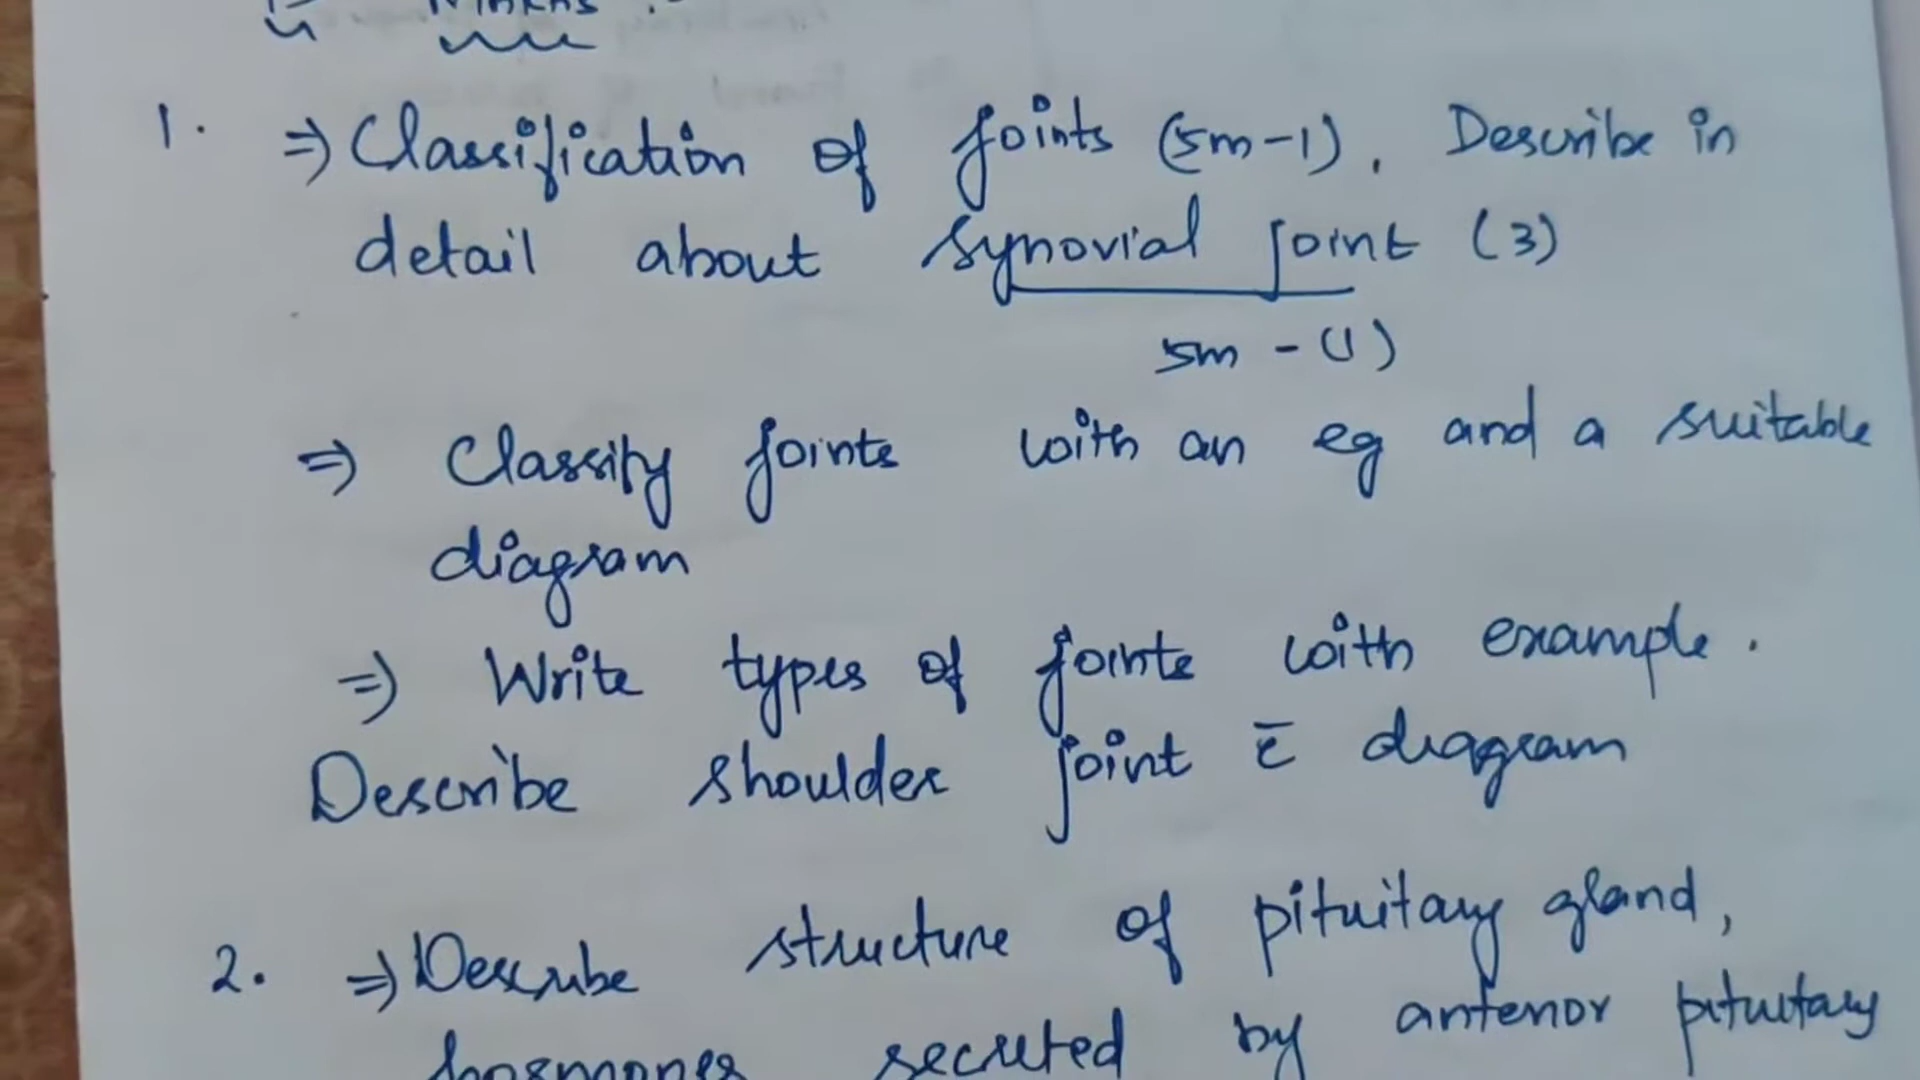 MARKS :
1. ⇒ Classification of joints (5m-1). Describe in
detail about synovial joint (3)
5m - (1)
⇒ Classify joints with an eg and a suitable
diagram
⇒ Write types of joints with example.
Describe shoulder joint c̄ diagram
2. ⇒ Describe structure of pituitary gland,
hormones secreted by anterior pituitary